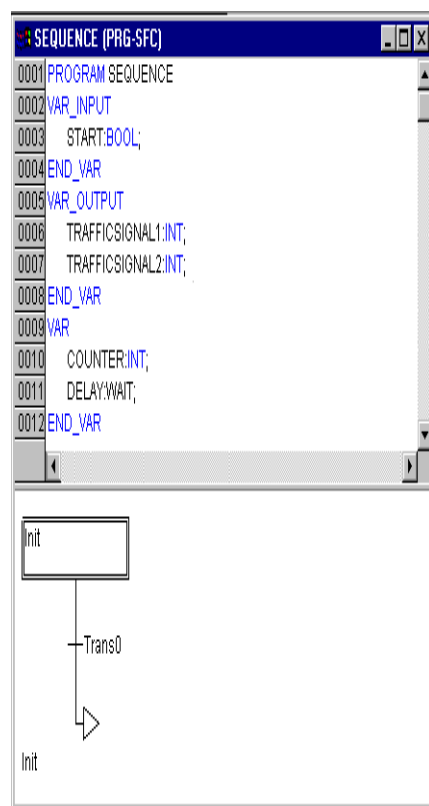 SEQUENCE (PRG-SFC)
0001 PROGRAM SEQUENCE
0002 VAR_INPUT
0003 START:BOOL;
0004 END_VAR
0005 VAR_OUTPUT
0006 TRAFFICSIGNAL1:INT;
0007 TRAFFICSIGNAL2:INT;
0008 END_VAR
0009 VAR
0010 COUNTER:INT;
0011 DELAY:WAIT;
0012 END_VAR
Init
Trans0
Init